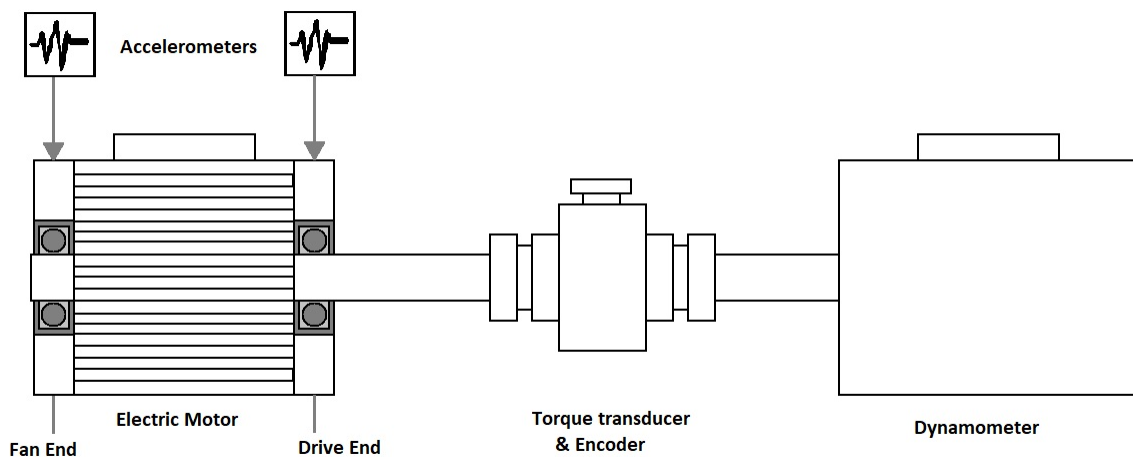 Accelerometers
Electric Motor
Torque transducer
& Encoder
Dynamometer
Fan End
Drive End